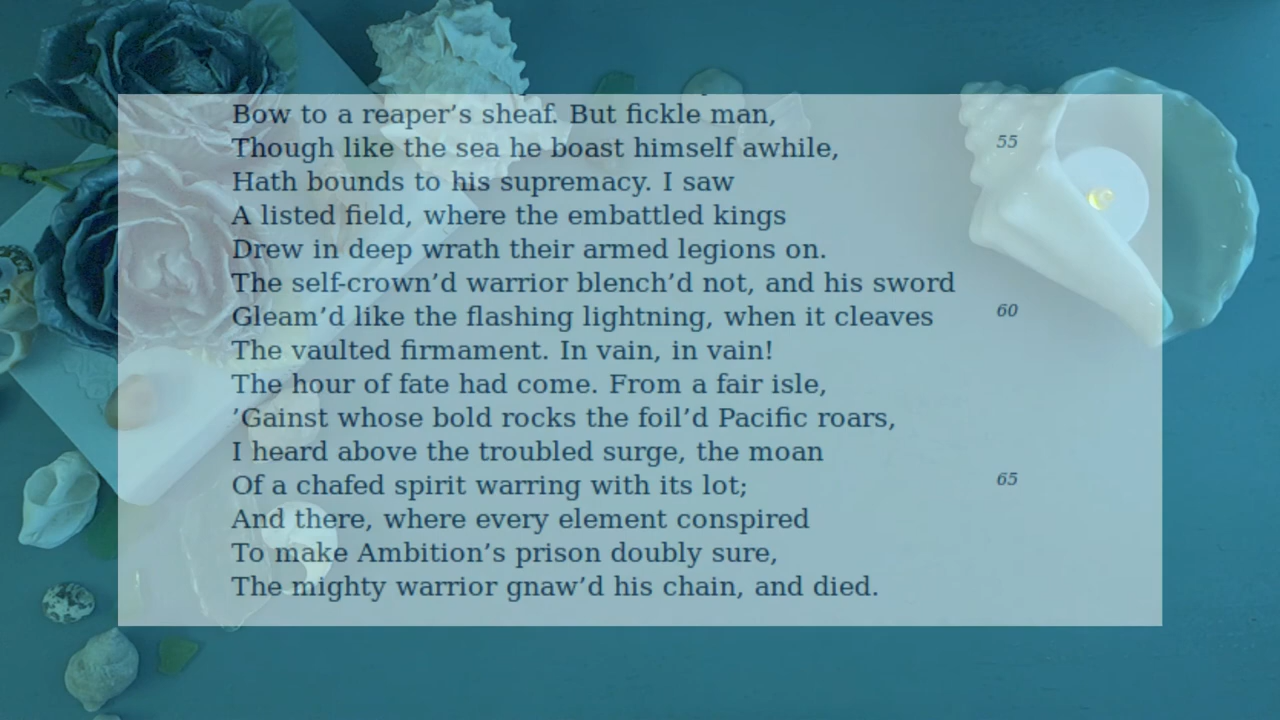 Bow to a reaper’s sheaf. But fickle man,
Though like the sea he boast himself awhile, 55
Hath bounds to his supremacy. I saw
A listed field, where the embattled kings
Drew in deep wrath their armed legions on.
The self-crown’d warrior blench’d not, and his sword
Gleam’d like the flashing lightning, when it cleaves 60
The vaulted firmament. In vain, in vain!
The hour of fate had come. From a fair isle,
’Gainst whose bold rocks the foil’d Pacific roars,
I heard above the troubled surge, the moan
Of a chafed spirit warring with its lot; 65
And there, where every element conspired
To make Ambition’s prison doubly sure,
The mighty warrior gnaw’d his chain, and died.